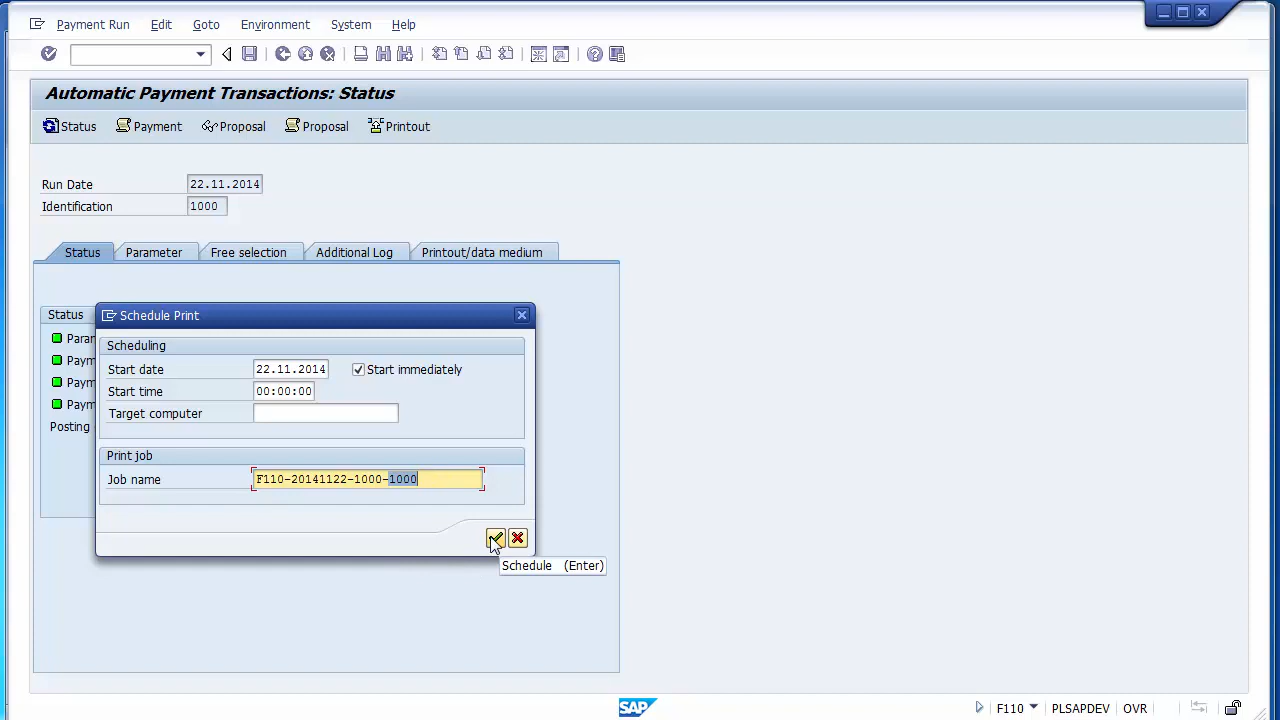 Payment Run Edit Goto Environment System Help
Automatic Payment Transactions: Status
Status Payment Proposal Proposal Printout
Run Date 22.11.2014
Identification 1000
Status Parameter Free selection Additional Log Printout/data medium
Status
Schedule Print
Scheduling
Start date 22.11.2014 Start immediately
Start time 00:00:00
Target computer
Posting
Print job
Job name F110-20141122-1000-1000
Schedule (Enter)
SAP F110 PLSAPDEV OVR